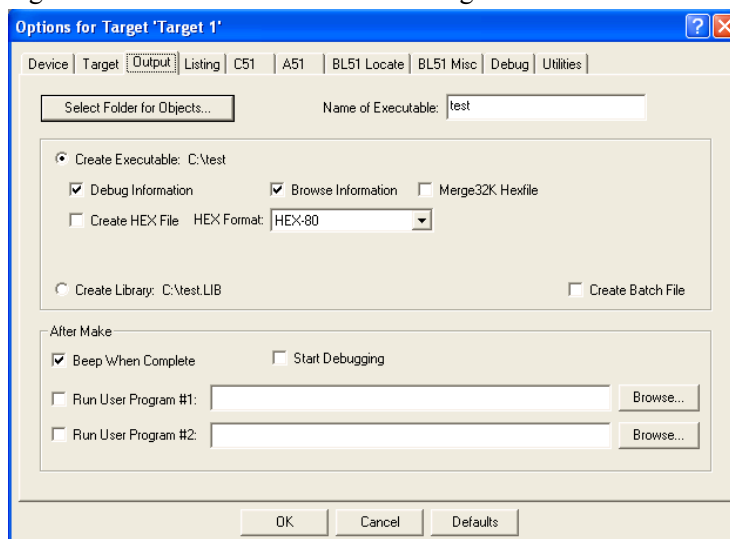 Options for Target 'Target 1'
Device Target Output Listing C51 A51 BL51 Locate BL51 Misc Debug Utilities
Select Folder for Objects... Name of Executable: test
Create Executable: C:\test
Debug Information Browse Information Merge32K Hexfile
Create HEX File HEX Format: HEX-80
Create Library: C:\test.LIB Create Batch File
After Make
Beep When Complete Start Debugging
Run User Program #1: Browse...
Run User Program #2: Browse...
OK Cancel Defaults